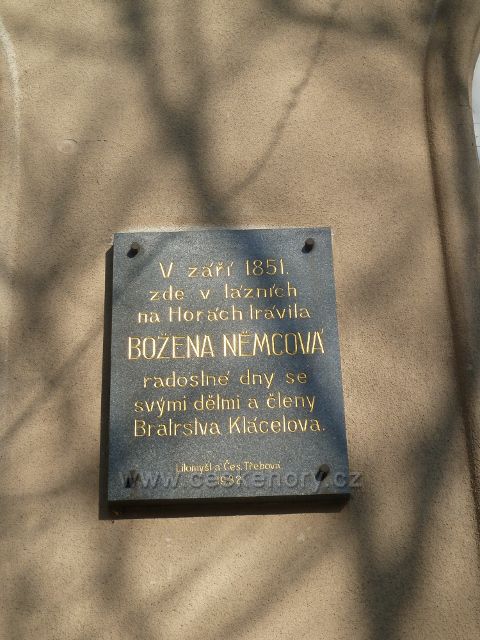 V září 1851.
zde v lázních
na Horách trávila
BOŽENA NĚMCOVÁ
radostné dny se
svými dětmi a členy
Bratrstva Klácelova.
Litomyšl a Čes. Třebová
www.ceskehory.cz